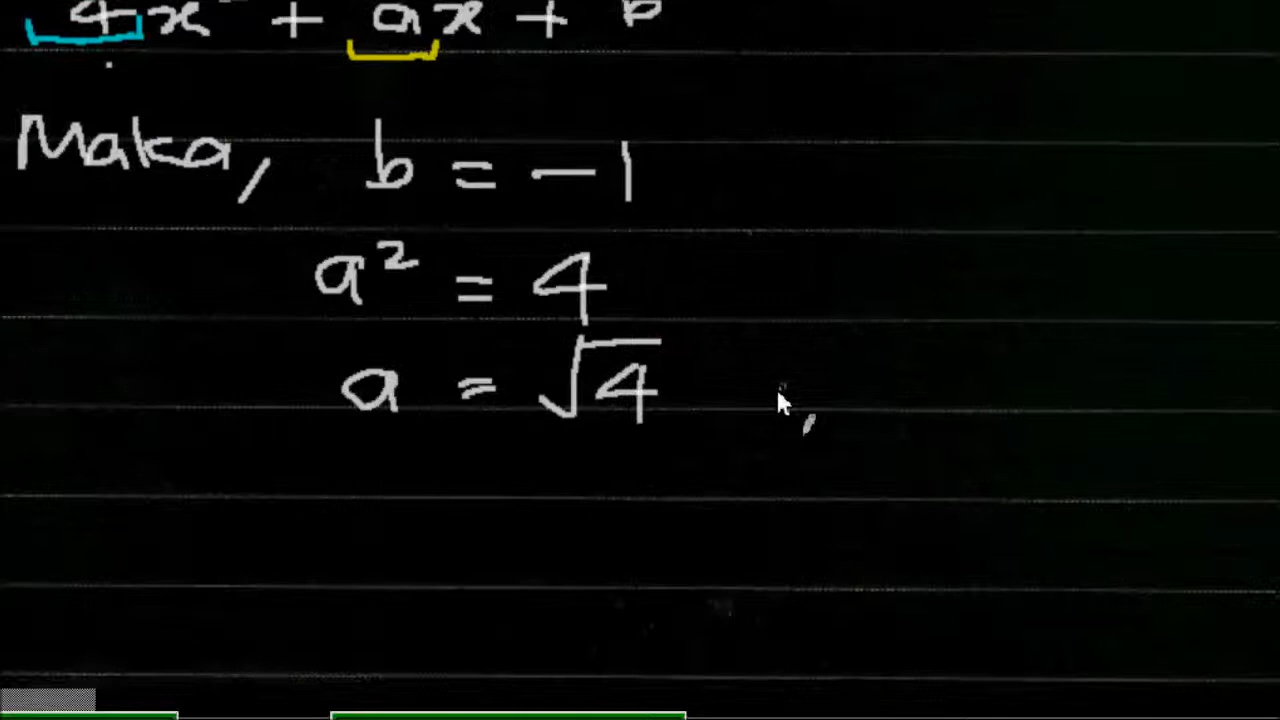 4x² + ax + b
Maka, b = -1
a² = 4
a = √4 ,